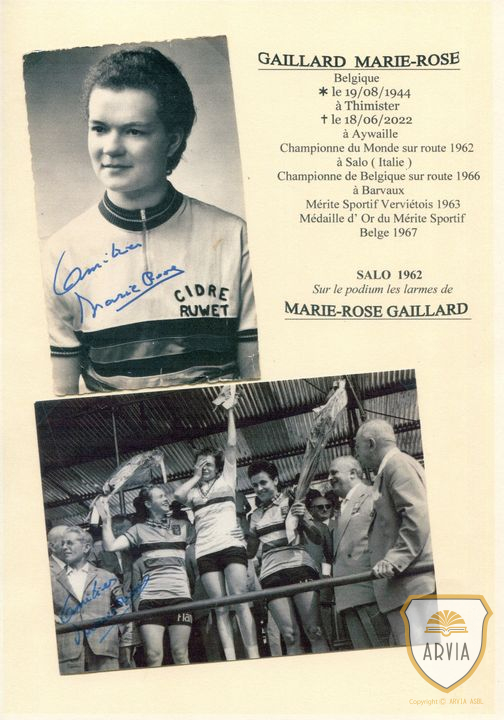 GAILLARD MARIE-ROSE
Belgique
* le 19/08/1944
à Thimister
† le 18/06/2022
à Aywaille
Championne du Monde sur route 1962
à Salo ( Italie )
Championne de Belgique sur route 1966
à Barvaux
Mérite Sportif Verviétois 1963
Médaille d' Or du Mérite Sportif
Belge 1967
Amitiés
Marie Rose
CIDRE
RUWET
SALO 1962
Sur le podium les larmes de
MARIE-ROSE GAILLARD
ARVIA
Copyright © ARVIA ASBL